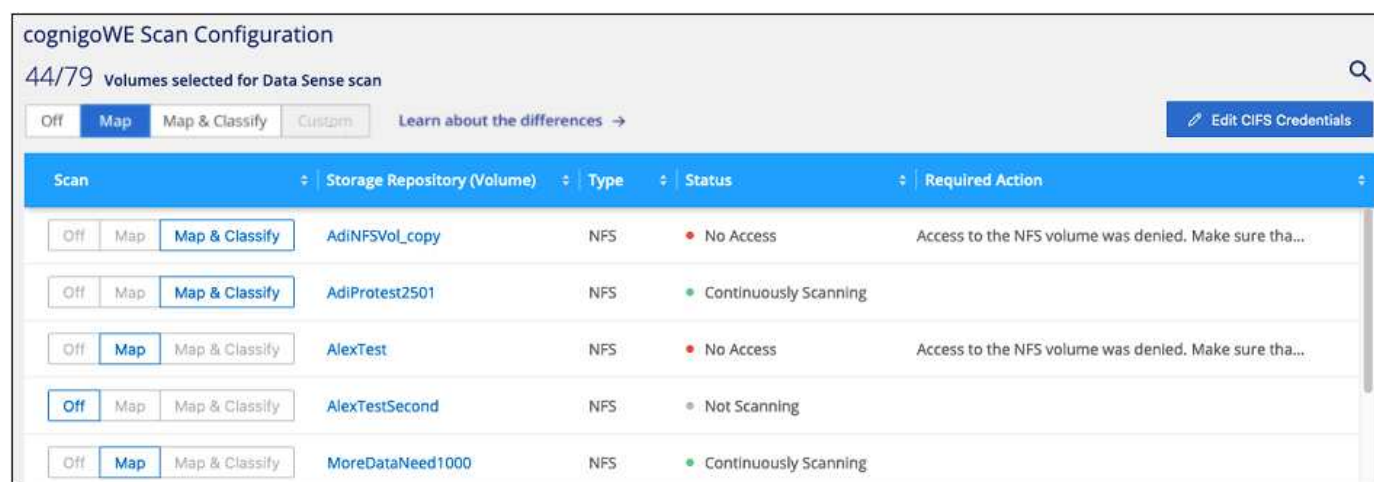 cognigoWE Scan Configuration
44/79 Volumes selected for Data Sense scan
Off Map Map & Classify Custom Learn about the differences → Edit CIFS Credentials
Scan Storage Repository (Volume) Type Status Required Action
Off Map Map & Classify AdiNFSVol_copy NFS No Access Access to the NFS volume was denied. Make sure tha...
Off Map Map & Classify AdiProtest2501 NFS Continuously Scanning
Off Map Map & Classify AlexTest NFS No Access Access to the NFS volume was denied. Make sure tha...
Off Map Map & Classify AlexTestSecond NFS Not Scanning
Off Map Map & Classify MoreDataNeed1000 NFS Continuously Scanning